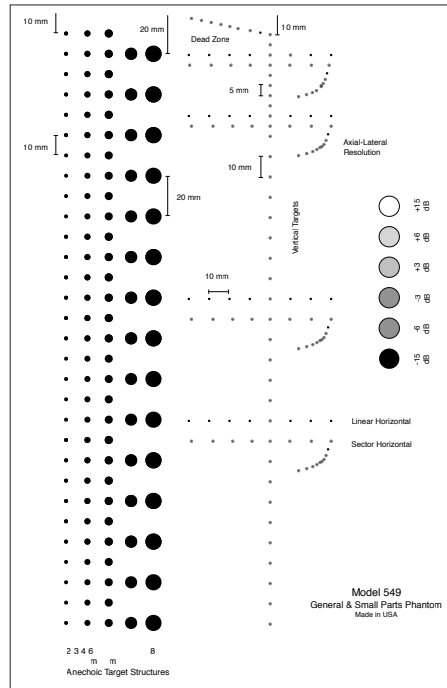 10 mm
20 mm
10 mm
Dead Zone
5 mm
10 mm
Axial-Lateral
Resolution
10 mm
20 mm
Vertical Targets
+15
dB
+6
dB
+3
dB
-3
dB
-6
dB
-15
dB
10 mm
Linear Horizontal
Sector Horizontal
Model 549
General & Small Parts Phantom
Made in USA
2 3 4 6 8
m m
Anechoic Target Structures